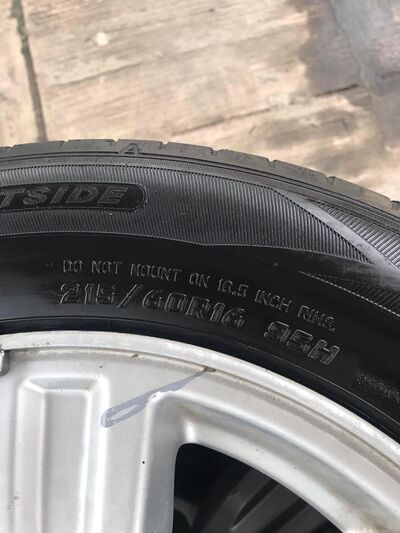 TSIDE
DO NOT MOUNT ON 16.5 INCH RIMS.
215/60R16 95H